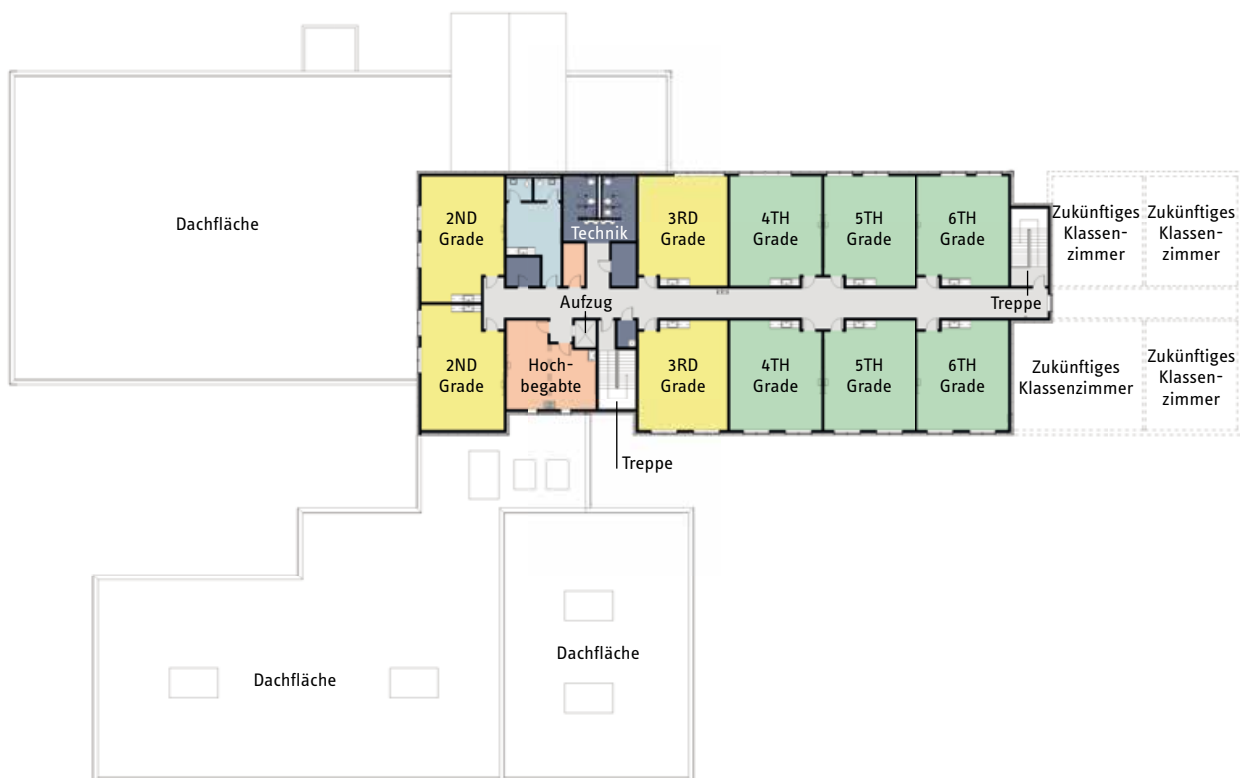 Dachfläche
2ND
Grade
Technik
3RD
Grade
4TH
Grade
5TH
Grade
6TH
Grade
Zukünftiges
Klassen-
zimmer
Zukünftiges
Klassen-
zimmer
Aufzug
Treppe
2ND
Grade
Hoch-
begabte
3RD
Grade
4TH
Grade
5TH
Grade
6TH
Grade
Zukünftiges
Klassenzimmer
Zukünftiges
Klassen-
zimmer
Treppe
Dachfläche
Dachfläche